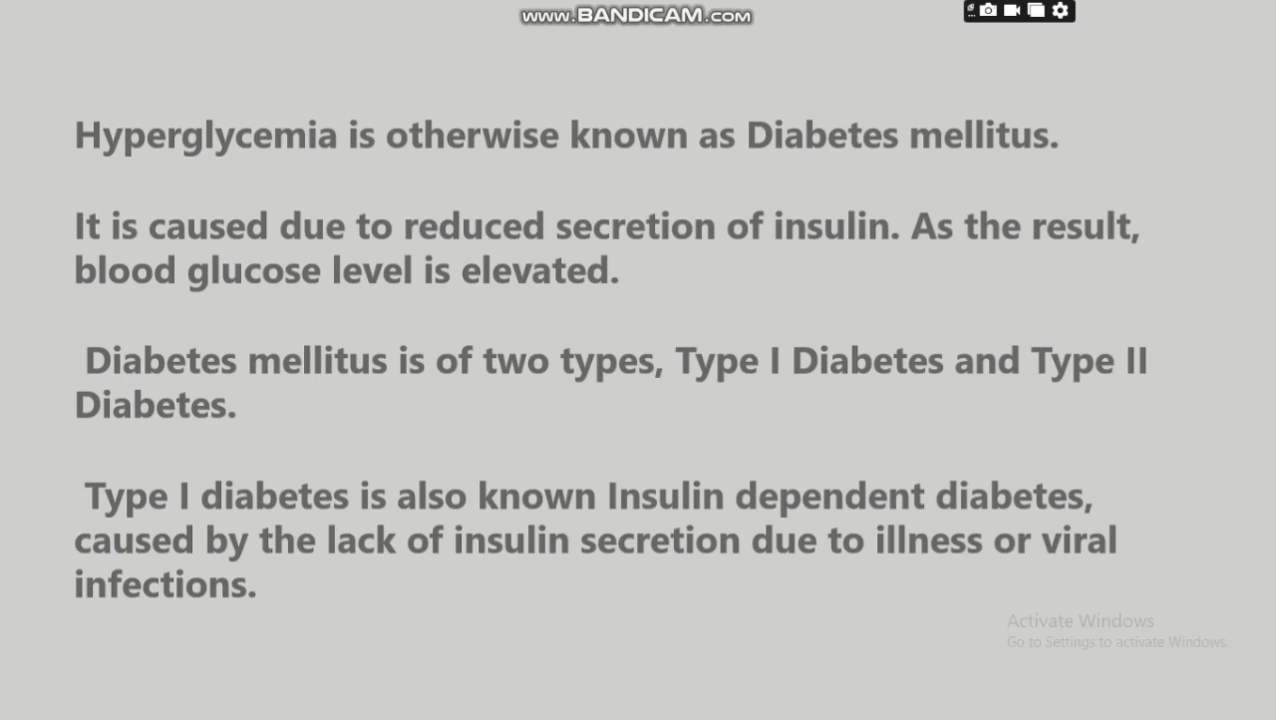 www.BANDICAM.com
Hyperglycemia is otherwise known as Diabetes mellitus.
It is caused due to reduced secretion of insulin. As the result,
blood glucose level is elevated.
Diabetes mellitus is of two types, Type I Diabetes and Type II
Diabetes.
Type I diabetes is also known Insulin dependent diabetes,
caused by the lack of insulin secretion due to illness or viral
infections.
Activate Windows
Go to Settings to activate Windows.